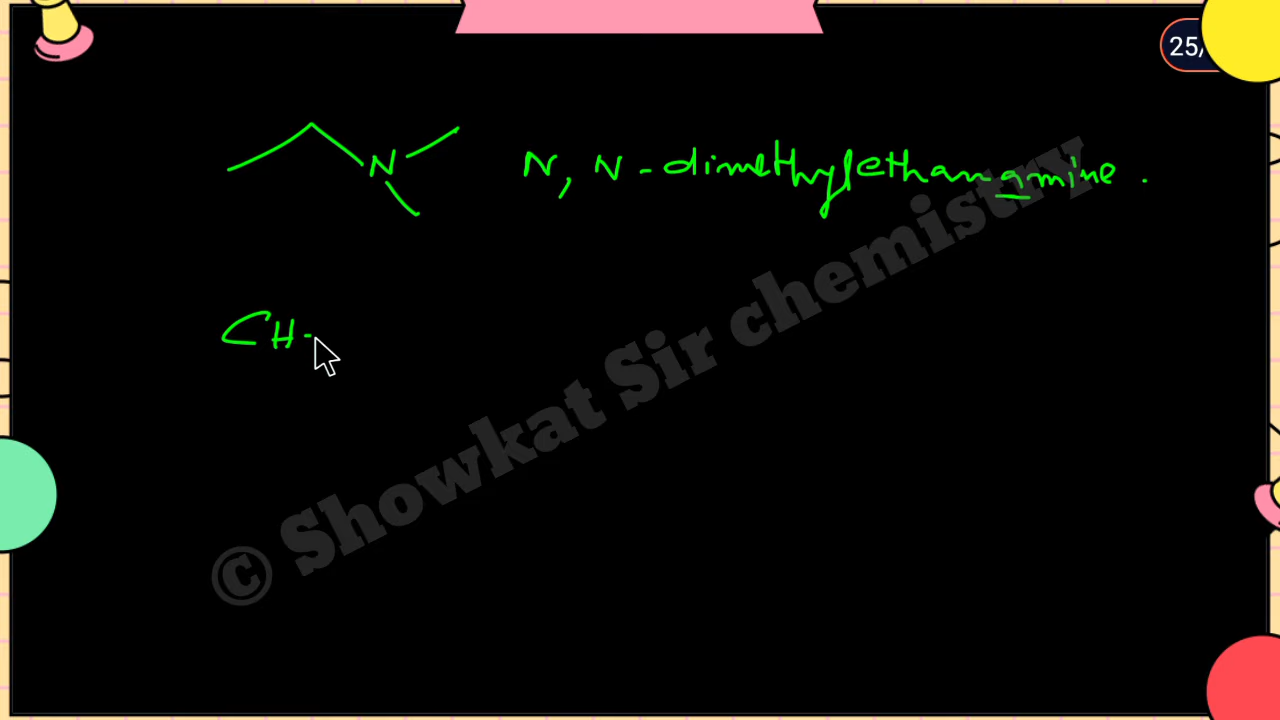 25/
N N, N-dimethylethanamine.
CH-
© Showkat Sir chemistry